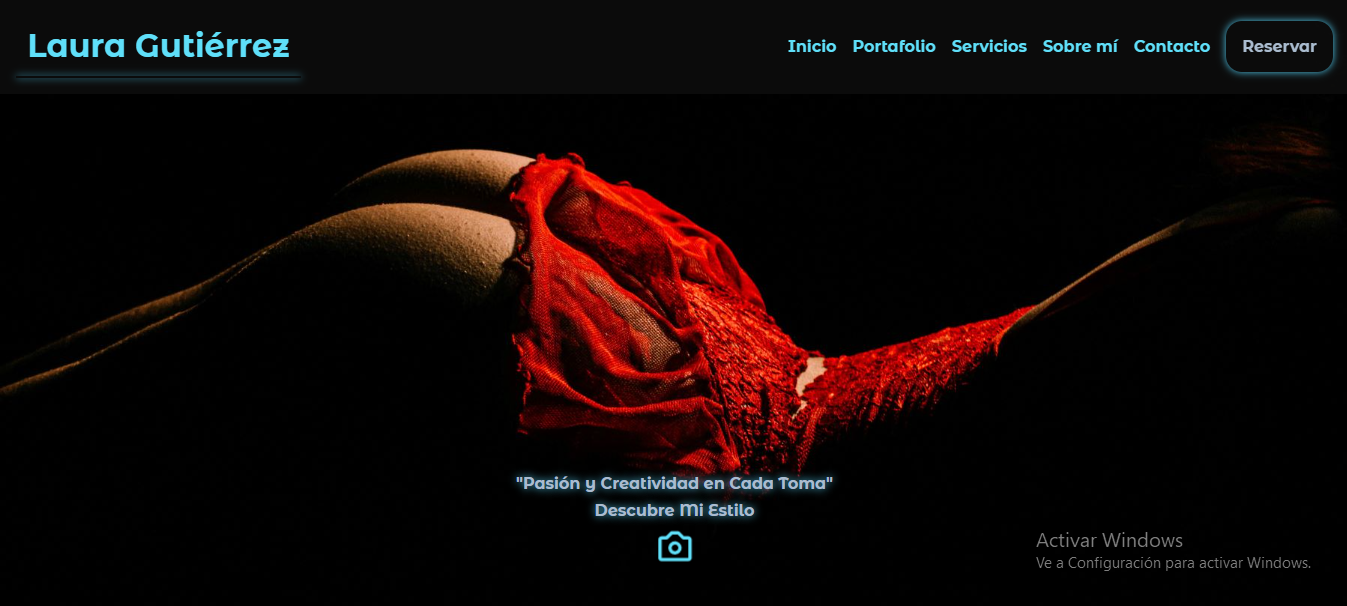 Laura Gutiérrez
Inicio Portafolio Servicios Sobre mí Contacto Reservar
"Pasión y Creatividad en Cada Toma"
Descubre Mi Estilo
Activar Windows
Ve a Configuración para activar Windows.